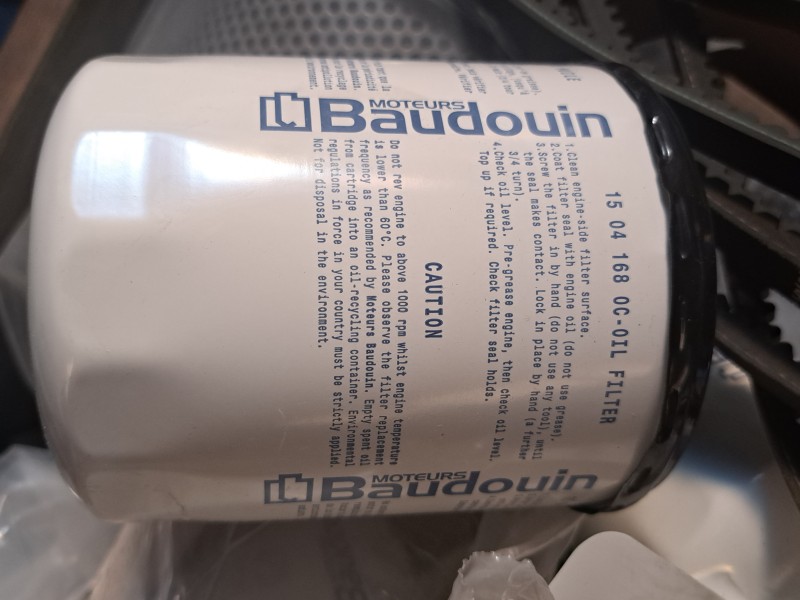 MOTEURS
Baudouin
15 04 168 OC-OIL FILTER
1.Clean engine-side filter surface.
2.Coat filter seal with engine oil (do not use grease).
3.Screw the filter in by hand (do not use any tool), until
the seal makes contact. Lock in place by hand (a further
3/4 turn).
4.Check oil level. Pre-grease engine, then check oil level.
Top up if required. Check filter seal holds.
CAUTION
Do not rev engine to above 1000 rpm whilst engine temperature
is lower than 60°C. Please observe the filter replacement
frequency as recommended by Moteurs Baudouin. Empty spent oil
from cartridge into an oil-recycling container. Environmental
regulations in force in your country must be strictly applied.
Not for disposal in the environment.
MOTEURS
Baudouin